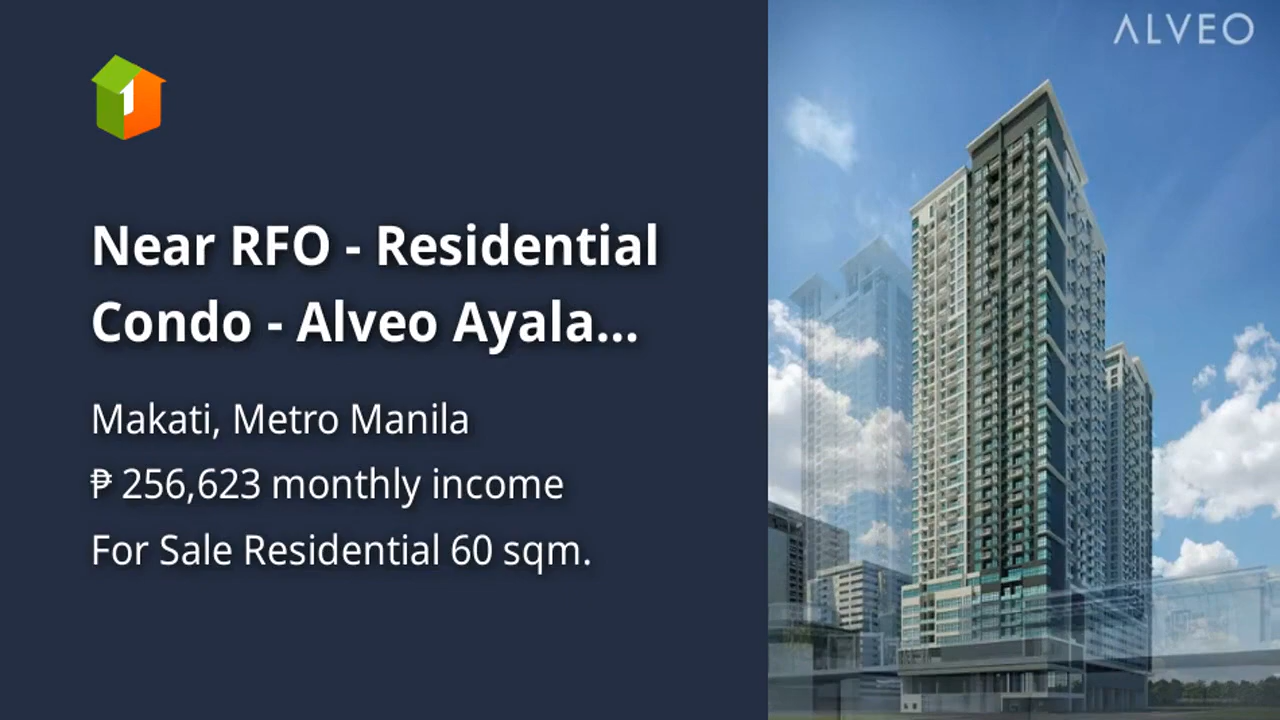 ALVEO
Near RFO - Residential
Condo - Alveo Ayala...
Makati, Metro Manila
₱ 256,623 monthly income
For Sale Residential 60 sqm.